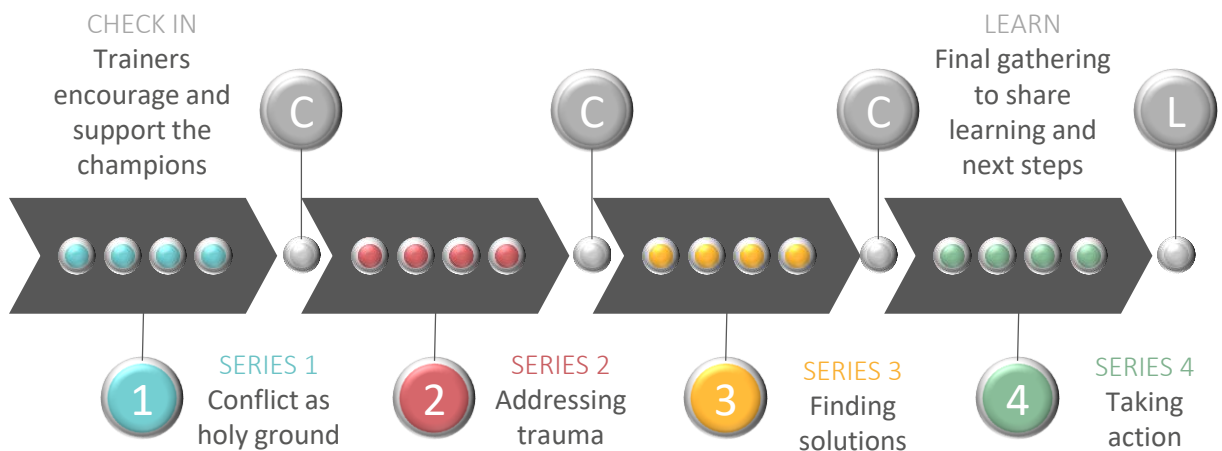 CHECK IN
Trainers
encourage and
support the
champions
C
C
C
LEARN
Final gathering
to share
learning and
next steps
L
1
SERIES 1
Conflict as
holy ground
2
SERIES 2
Addressing
trauma
3
SERIES 3
Finding
solutions
4
SERIES 4
Taking
action